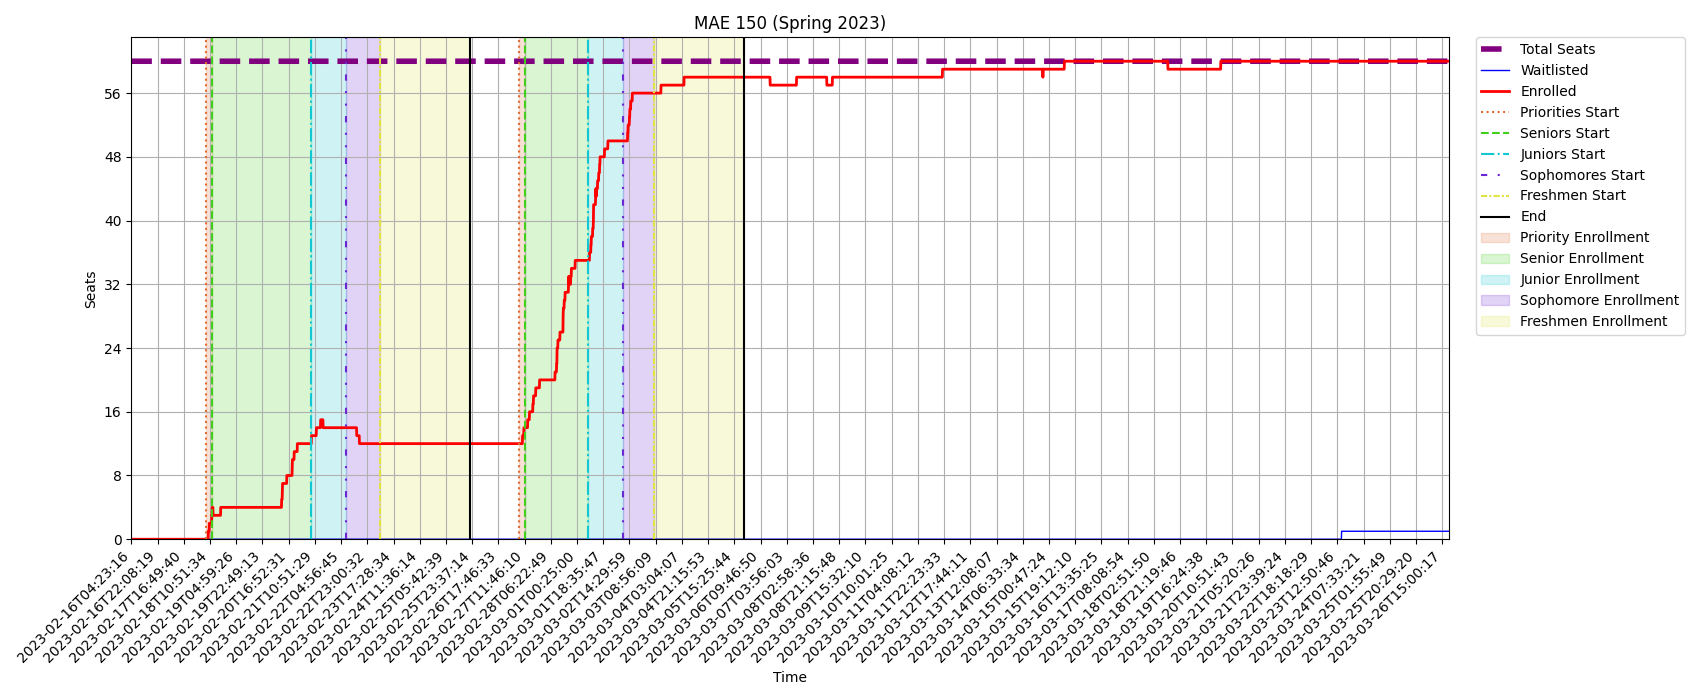 MAE 150 (Spring 2023)
Total Seats
Waitlisted
Enrolled
Priorities Start
Seniors Start
Juniors Start
Sophomores Start
Freshmen Start
End
Priority Enrollment
Senior Enrollment
Junior Enrollment
Sophomore Enrollment
Freshmen Enrollment
Seats
56
48
40
32
24
16
8
0
2023-02-16T04:23:16
2023-02-16T22:08:19
2023-02-17T16:49:40
2023-02-18T10:51:34
2023-02-19T04:59:26
2023-02-19T22:49:13
2023-02-20T16:52:31
2023-02-21T10:51:29
2023-02-22T04:56:45
2023-02-22T23:00:32
2023-02-23T17:28:34
2023-02-24T11:36:14
2023-02-25T05:42:39
2023-02-25T23:37:14
2023-02-26T17:46:33
2023-02-27T11:46:10
2023-02-28T06:22:49
2023-03-01T00:25:00
2023-03-01T18:35:47
2023-03-02T14:29:59
2023-03-03T08:56:09
2023-03-04T03:04:07
2023-03-04T21:15:53
2023-03-05T15:25:44
2023-03-06T09:46:50
2023-03-07T03:56:03
2023-03-08T02:58:36
2023-03-08T21:15:48
2023-03-09T15:32:10
2023-03-10T10:01:25
2023-03-11T04:08:12
2023-03-11T22:23:33
2023-03-12T17:44:11
2023-03-13T12:08:07
2023-03-14T06:33:34
2023-03-15T00:47:24
2023-03-15T19:12:10
2023-03-16T13:35:25
2023-03-17T08:08:54
2023-03-18T02:51:50
2023-03-18T21:19:46
2023-03-19T16:24:38
2023-03-20T10:51:43
2023-03-21T05:20:26
2023-03-21T23:39:24
2023-03-22T18:18:29
2023-03-23T12:50:46
2023-03-24T07:33:21
2023-03-25T01:55:49
2023-03-25T20:29:20
2023-03-26T15:00:17
Time